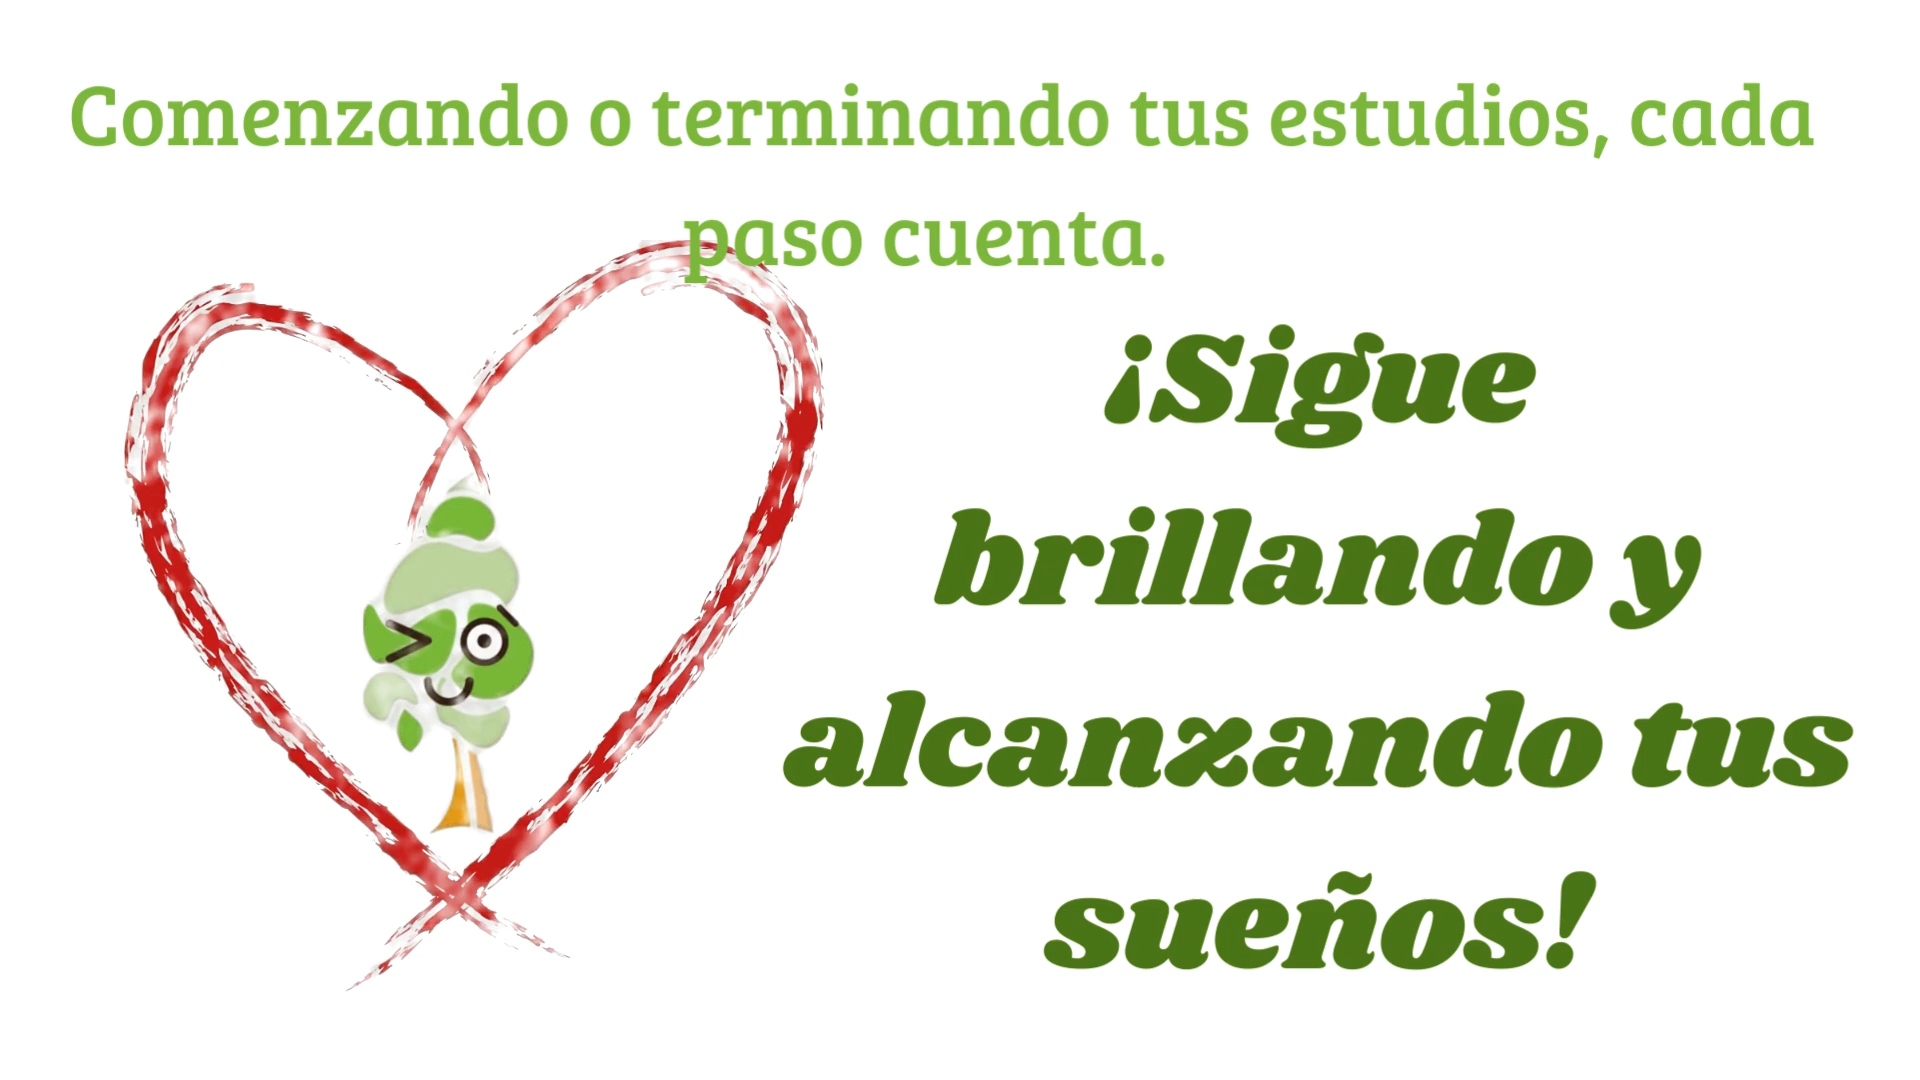 Comenzando o terminando tus estudios, cada
paso cuenta.
¡Sigue
brillando y
alcanzando tus
sueños!